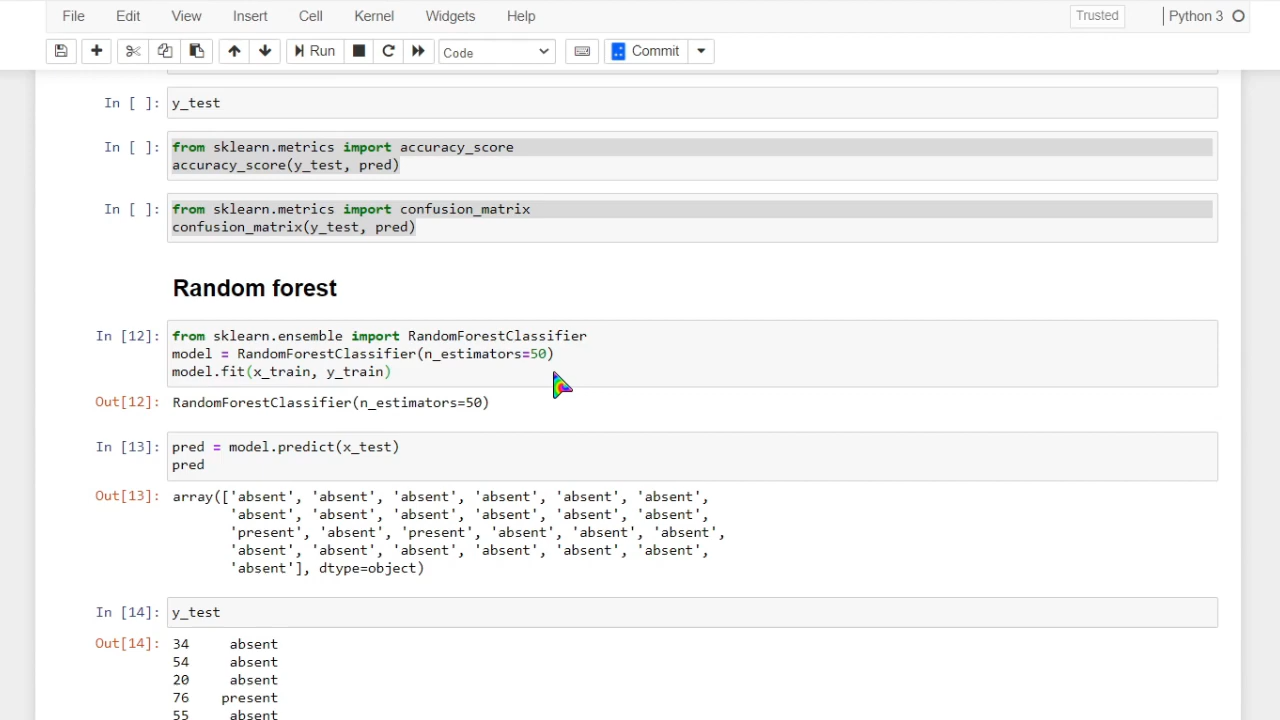 File Edit View Insert Cell Kernel Widgets Help Trusted Python 3
Run Code Commit
In [ ]: y_test
In [ ]: from sklearn.metrics import accuracy_score
accuracy_score(y_test, pred)
In [ ]: from sklearn.metrics import confusion_matrix
confusion_matrix(y_test, pred)
Random forest
In [12]: from sklearn.ensemble import RandomForestClassifier
model = RandomForestClassifier(n_estimators=50)
model.fit(x_train, y_train)
Out[12]: RandomForestClassifier(n_estimators=50)
In [13]: pred = model.predict(x_test)
pred
Out[13]: array(['absent', 'absent', 'absent', 'absent', 'absent', 'absent',
'absent', 'absent', 'absent', 'absent', 'absent', 'absent',
'present', 'absent', 'present', 'absent', 'absent', 'absent',
'absent', 'absent', 'absent', 'absent', 'absent', 'absent',
'absent'], dtype=object)
In [14]: y_test
Out[14]: 34 absent
54 absent
20 absent
76 present
55 absent